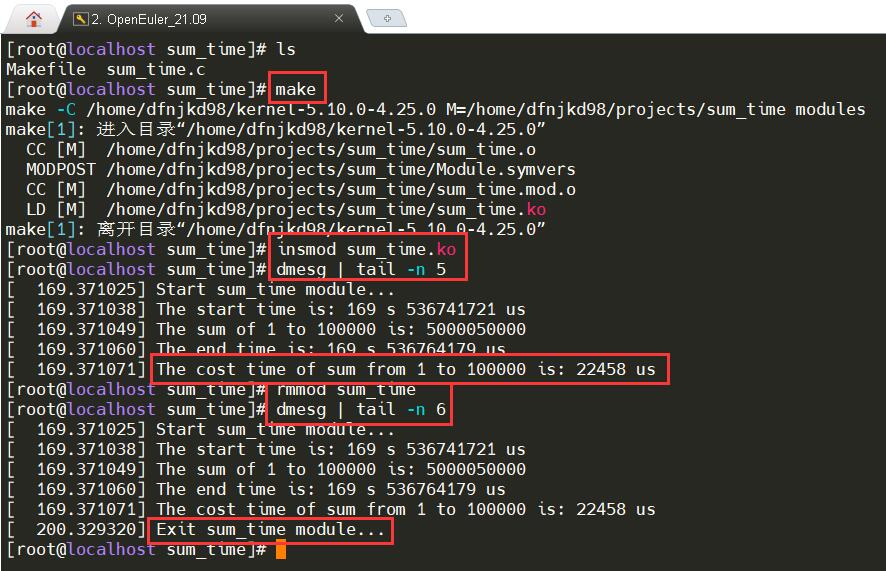 2. OpenEuler_21.09
[root@localhost sum_time]# ls
Makefile  sum_time.c
[root@localhost sum_time]# make
make -C /home/dfnjkd98/kernel-5.10.0-4.25.0 M=/home/dfnjkd98/projects/sum_time modules
make[1]: 进入目录“/home/dfnjkd98/kernel-5.10.0-4.25.0”
  CC [M]  /home/dfnjkd98/projects/sum_time/sum_time.o
  MODPOST /home/dfnjkd98/projects/sum_time/Module.symvers
  CC [M]  /home/dfnjkd98/projects/sum_time/sum_time.mod.o
  LD [M]  /home/dfnjkd98/projects/sum_time/sum_time.ko
make[1]: 离开目录“/home/dfnjkd98/kernel-5.10.0-4.25.0”
[root@localhost sum_time]# insmod sum_time.ko
[root@localhost sum_time]# dmesg | tail -n 5
[  169.371025] Start sum_time module...
[  169.371038] The start time is: 169 s 536741721 us
[  169.371049] The sum of 1 to 100000 is: 5000050000
[  169.371060] The end time is: 169 s 536764179 us
[  169.371071] The cost time of sum from 1 to 100000 is: 22458 us
[root@localhost sum_time]# rmmod sum_time
[root@localhost sum_time]# dmesg | tail -n 6
[  169.371025] Start sum_time module...
[  169.371038] The start time is: 169 s 536741721 us
[  169.371049] The sum of 1 to 100000 is: 5000050000
[  169.371060] The end time is: 169 s 536764179 us
[  169.371071] The cost time of sum from 1 to 100000 is: 22458 us
[  200.329320] Exit sum_time module...
[root@localhost sum_time]#